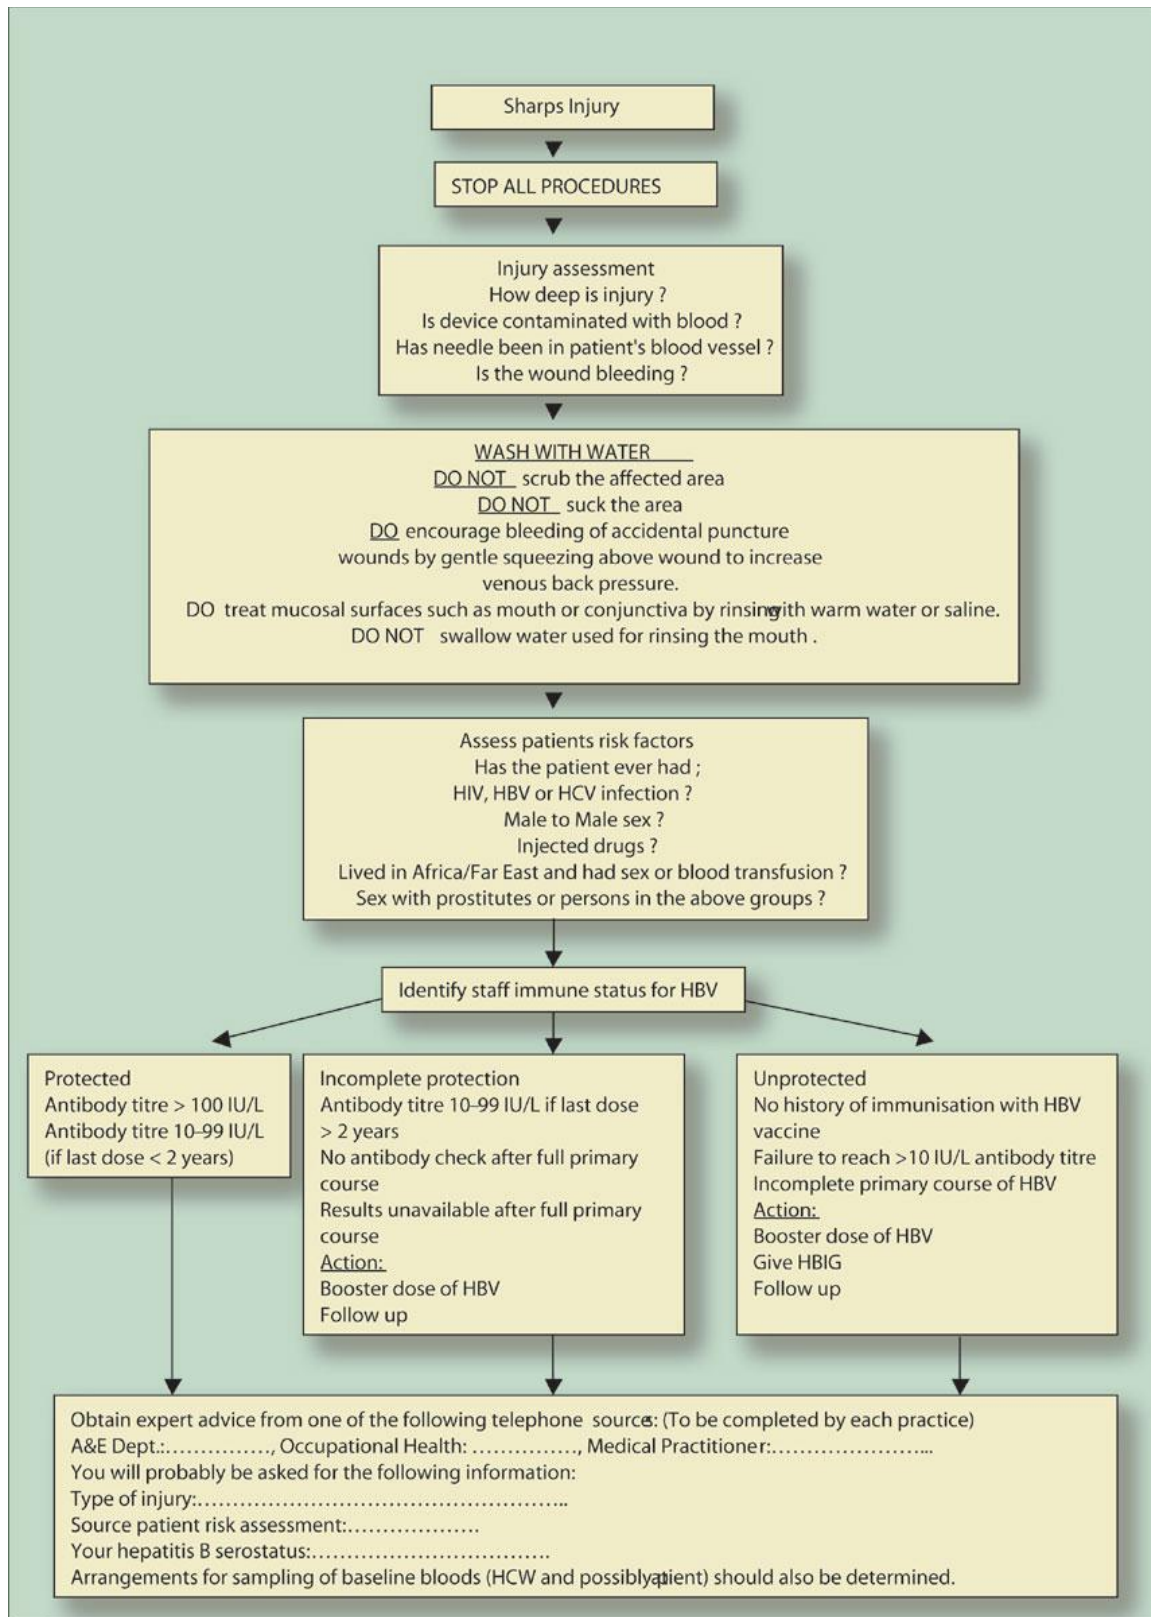 Sharps Injury
STOP ALL PROCEDURES
Injury assessment
How deep is injury ?
Is device contaminated with blood ?
Has needle been in patient's blood vessel ?
Is the wound bleeding ?
WASH WITH WATER
DO NOT scrub the affected area
DO NOT suck the area
DO encourage bleeding of accidental puncture
wounds by gentle squeezing above wound to increase
venous back pressure.
DO treat mucosal surfaces such as mouth or conjunctiva by rinsing with warm water or saline.
DO NOT swallow water used for rinsing the mouth .
Assess patients risk factors
Has the patient ever had ;
HIV, HBV or HCV infection ?
Male to Male sex ?
Injected drugs ?
Lived in Africa/Far East and had sex or blood transfusion ?
Sex with prostitutes or persons in the above groups ?
Identify staff immune status for HBV
Protected
Antibody titre > 100 IU/L
Antibody titre 10–99 IU/L
(if last dose < 2 years)
Incomplete protection
Antibody titre 10–99 IU/L if last dose
> 2 years
No antibody check after full primary
course
Results unavailable after full primary
course
Action:
Booster dose of HBV
Follow up
Unprotected
No history of immunisation with HBV
vaccine
Failure to reach >10 IU/L antibody titre
Incomplete primary course of HBV
Action:
Booster dose of HBV
Give HBIG
Follow up
Obtain expert advice from one of the following telephone sources: (To be completed by each practice)
A&E Dept.:……………, Occupational Health: ……………, Medical Practitioner:…………………...
You will probably be asked for the following information:
Type of injury:……………………………………………..
Source patient risk assessment:……………….
Your hepatitis B serostatus:…………………………….
Arrangements for sampling of baseline bloods (HCW and possibly patient) should also be determined.